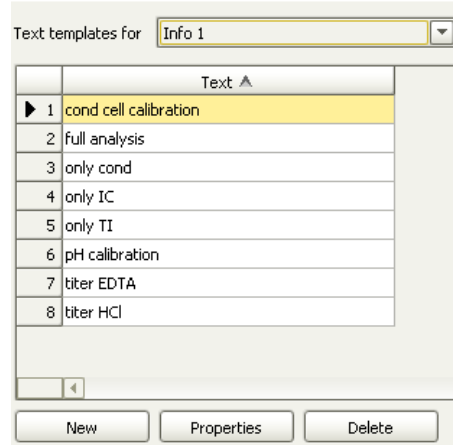 Text templates for Info 1
Text
1 cond cell calibration
2 full analysis
3 only cond
4 only IC
5 only TI
6 pH calibration
7 titer EDTA
8 titer HCl
New Properties Delete